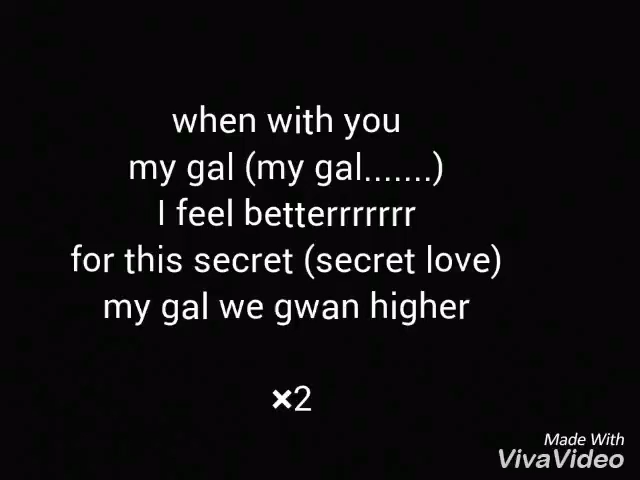 when with you
my gal (my gal.......)
I feel betterrrrrrr
for this secret (secret love)
my gal we gwan higher
×2
Made With
VivaVideo